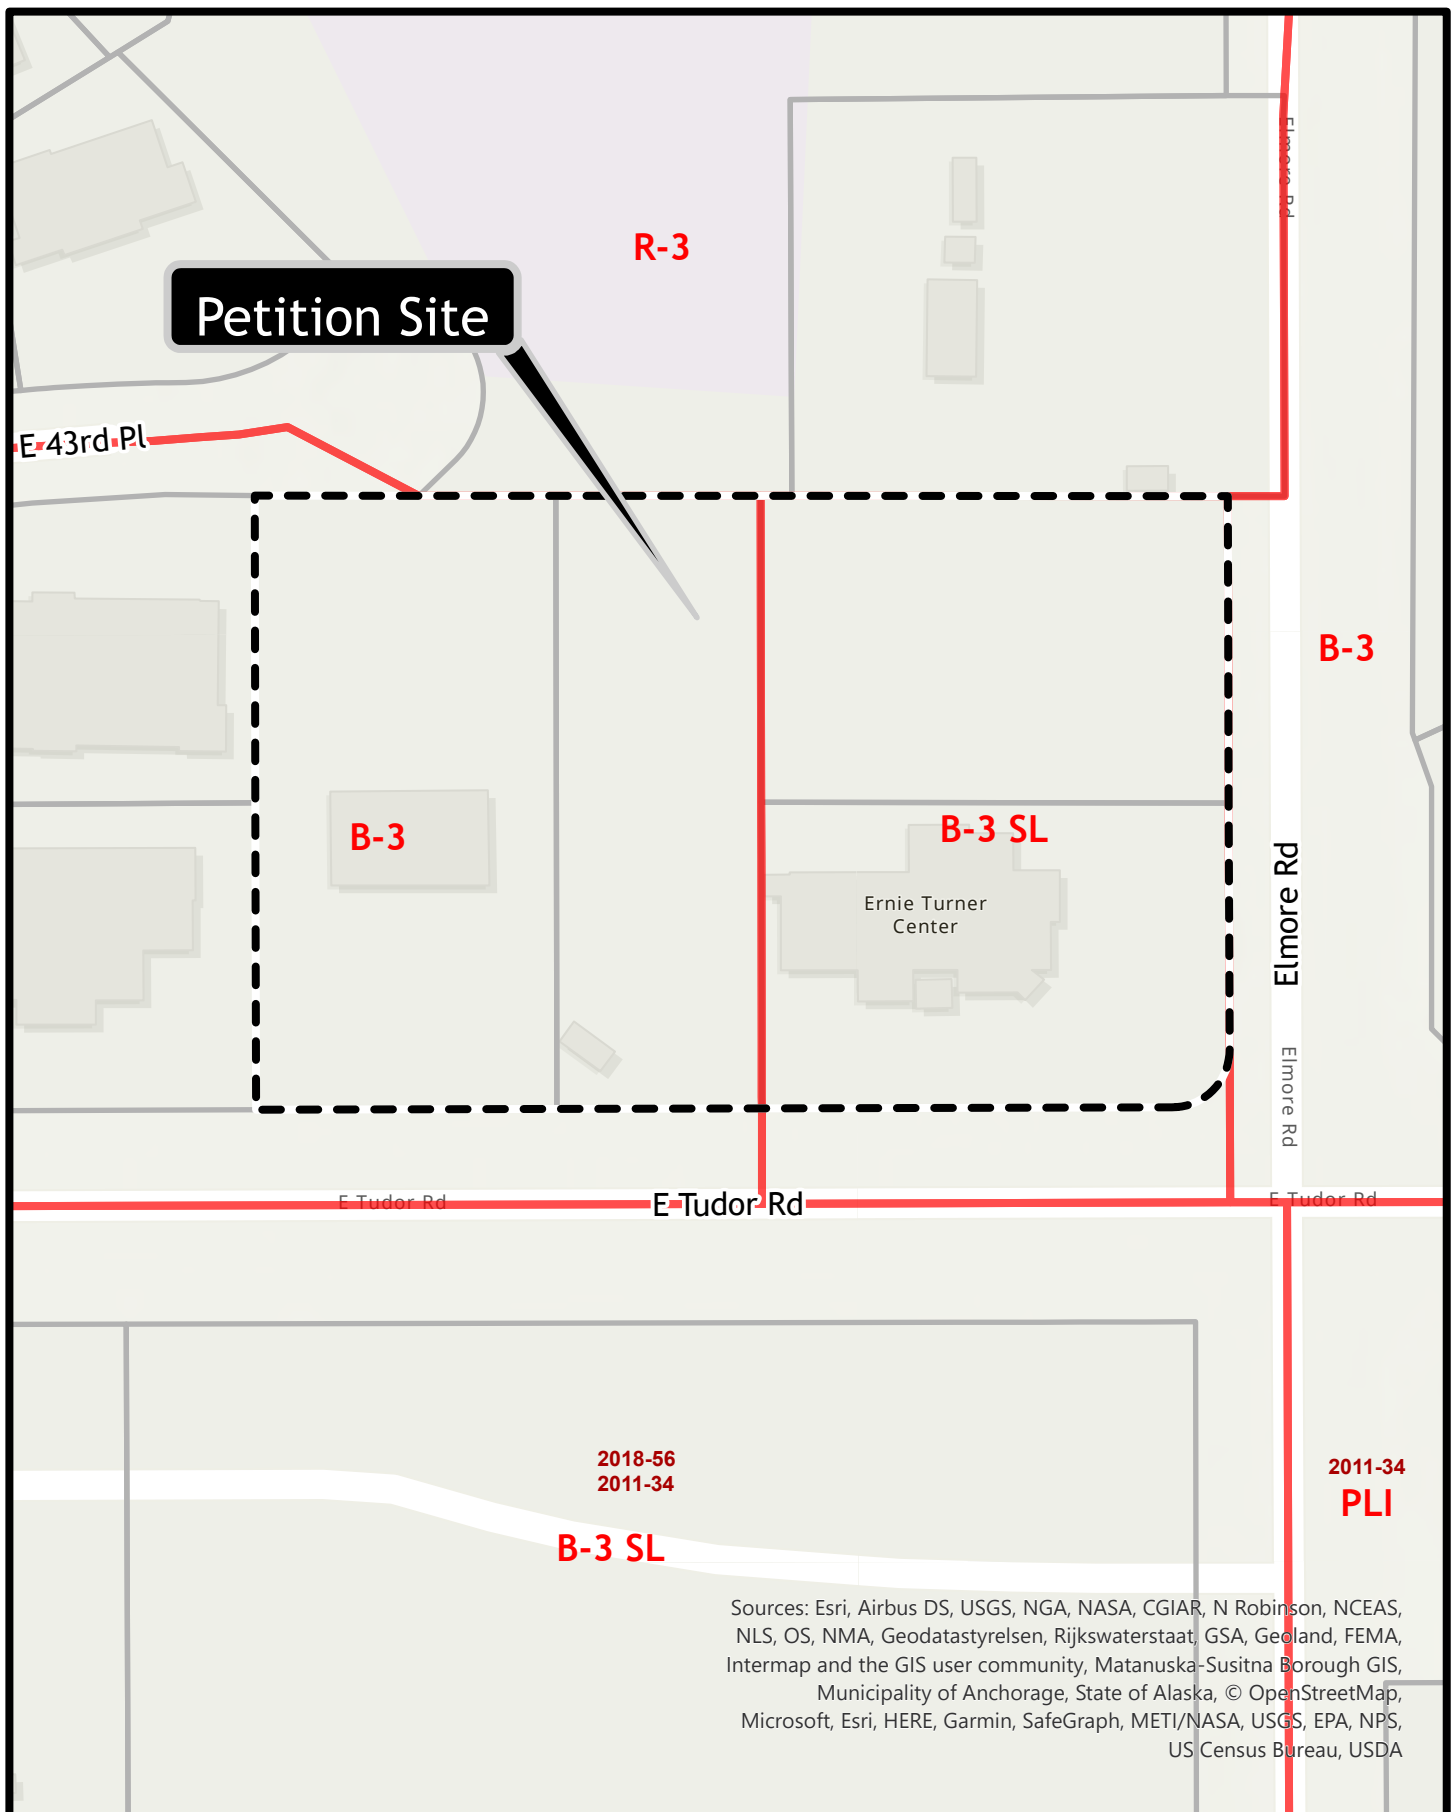 Elmore Rd
R-3
Petition Site
E 43rd Pl
B-3
B-3
B-3 SL
Ernie Turner
Center
Elmore Rd
Elmore Rd
E Tudor Rd
E Tudor Rd
E Tudor Rd
2018-56
2011-34
2011-34
PLI
B-3 SL
Sources: Esri, Airbus DS, USGS, NGA, NASA, CGIAR, N Robinson, NCEAS,
NLS, OS, NMA, Geodatastyrelsen, Rijkswaterstaat, GSA, Geoland, FEMA,
Intermap and the GIS user community, Matanuska-Susitna Borough GIS,
Municipality of Anchorage, State of Alaska, © OpenStreetMap,
Microsoft, Esri, HERE, Garmin, SafeGraph, METI/NASA, USGS, EPA, NPS,
US Census Bureau, USDA